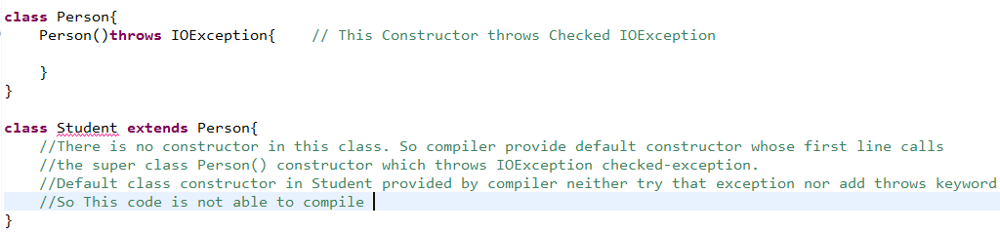 class Person{
Person()throws IOException{ // This Constructor throws Checked IOException
}
}
class Student extends Person{
//There is no constructor in this class. So compiler provide default constructor whose first line calls
//the super class Person() constructor which throws IOException checked-exception.
//Default class constructor in Student provided by compiler neither try that exception nor add throws keyword
//So This code is not able to compile
}